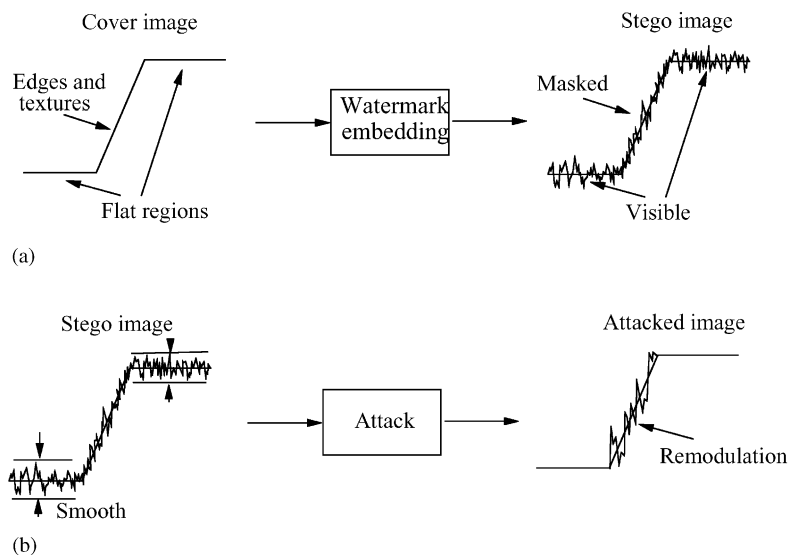 Cover image
Stego image
Edges and
textures
Masked
Watermark
embedding
Flat regions
Visible
(a)
Stego image
Attacked image
Attack
Remodulation
Smooth
(b)